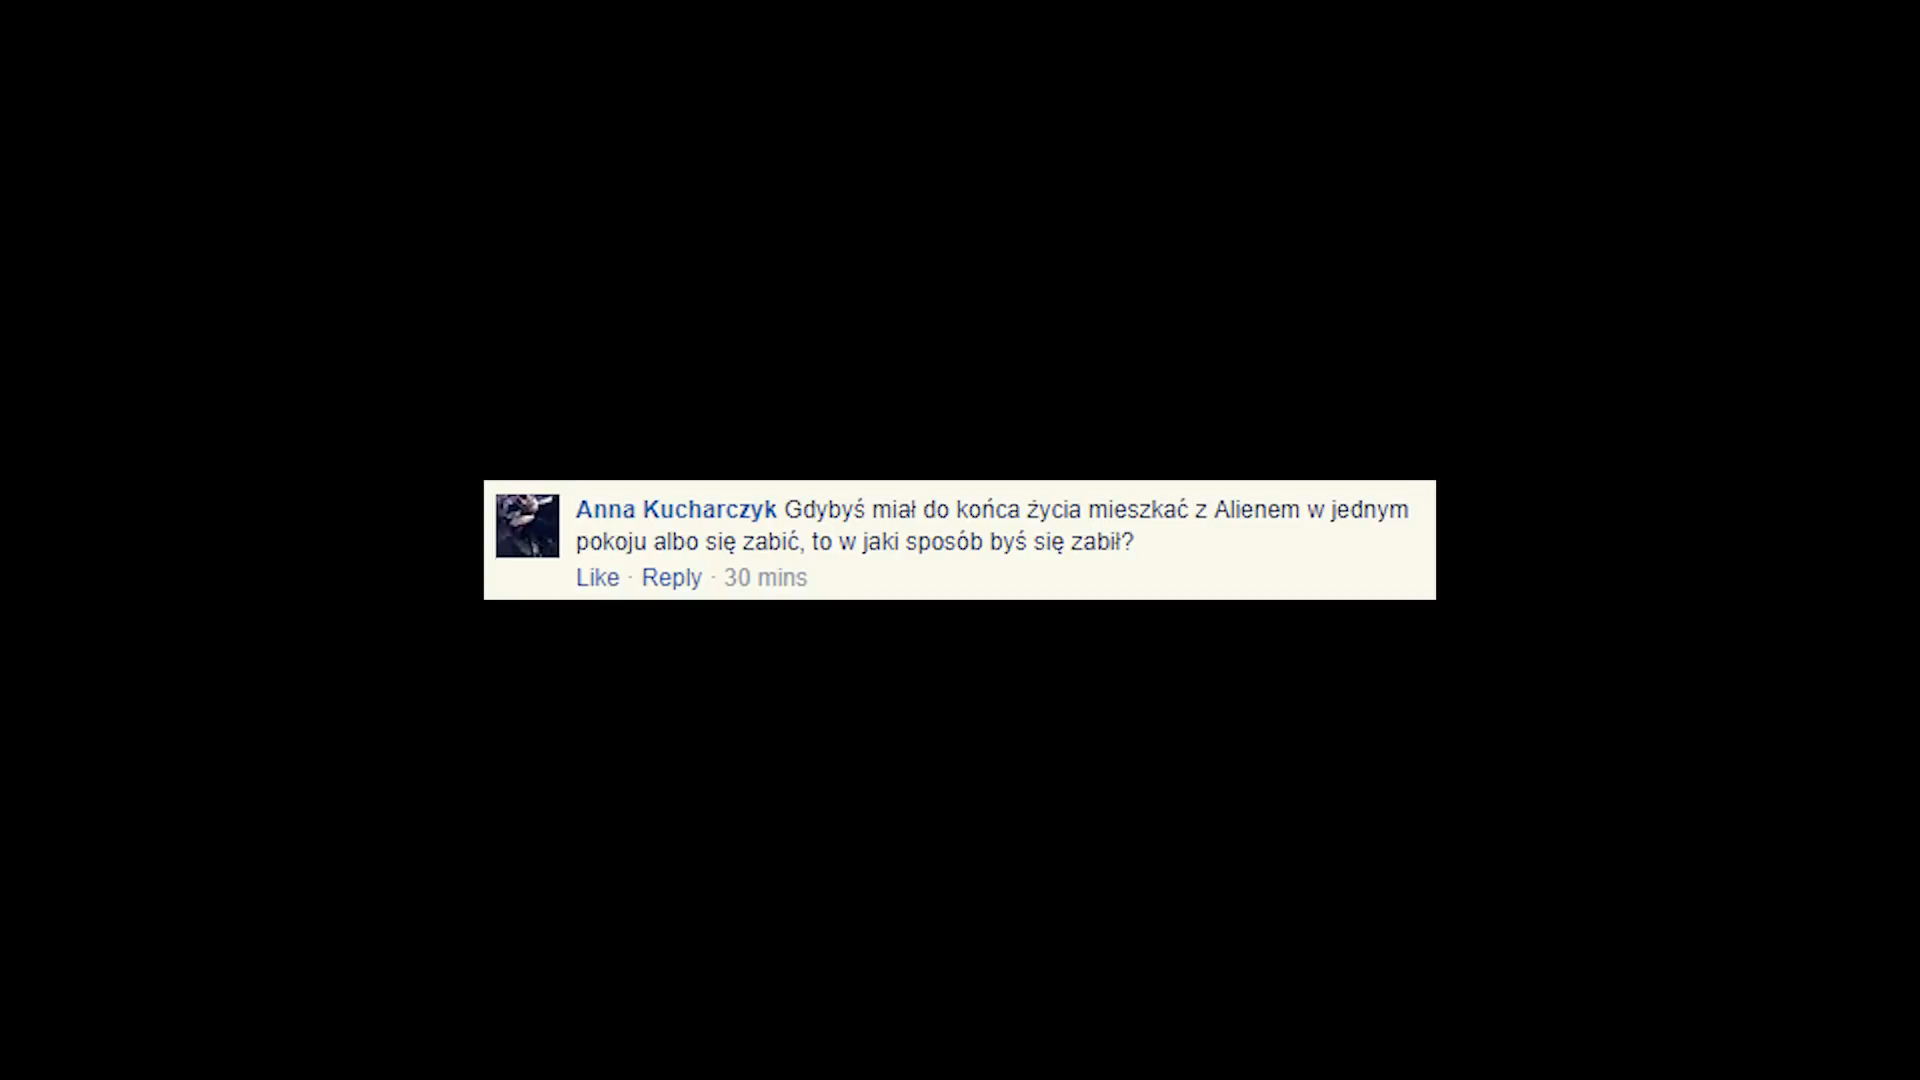 Anna Kucharczyk Gdybyś miał do końca życia mieszkać z Alienem w jednym
pokoju albo się zabić, to w jaki sposób byś się zabił?
Like · Reply · 30 mins